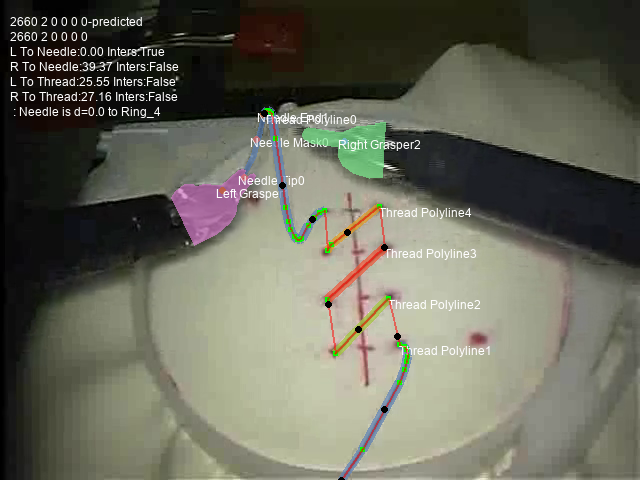 2660 2 0 0 0 0-predicted
2660 2 0 0 0 0
L To Needle:0.00 Inters:True
R To Needle:39.37 Inters:False
L To Thread:25.55 Inters:False
R To Thread:27.16 Inters:False
: Needle is d=0.0 to Ring_4
Needle End1
Thread Polyline0
Needle Mask0
Right Grasper2
Needle Tip0
Left Graspe
Thread Polyline4
Thread Polyline3
Thread Polyline2
Thread Polyline1